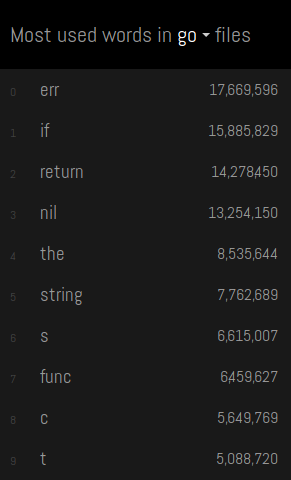 Most used words in go files
0 err 17,669,596
1 if 15,885,829
2 return 14,278,450
3 nil 13,254,150
4 the 8,535,644
5 string 7,762,689
6 s 6,615,007
7 func 6,459,627
8 c 5,649,769
9 t 5,088,720